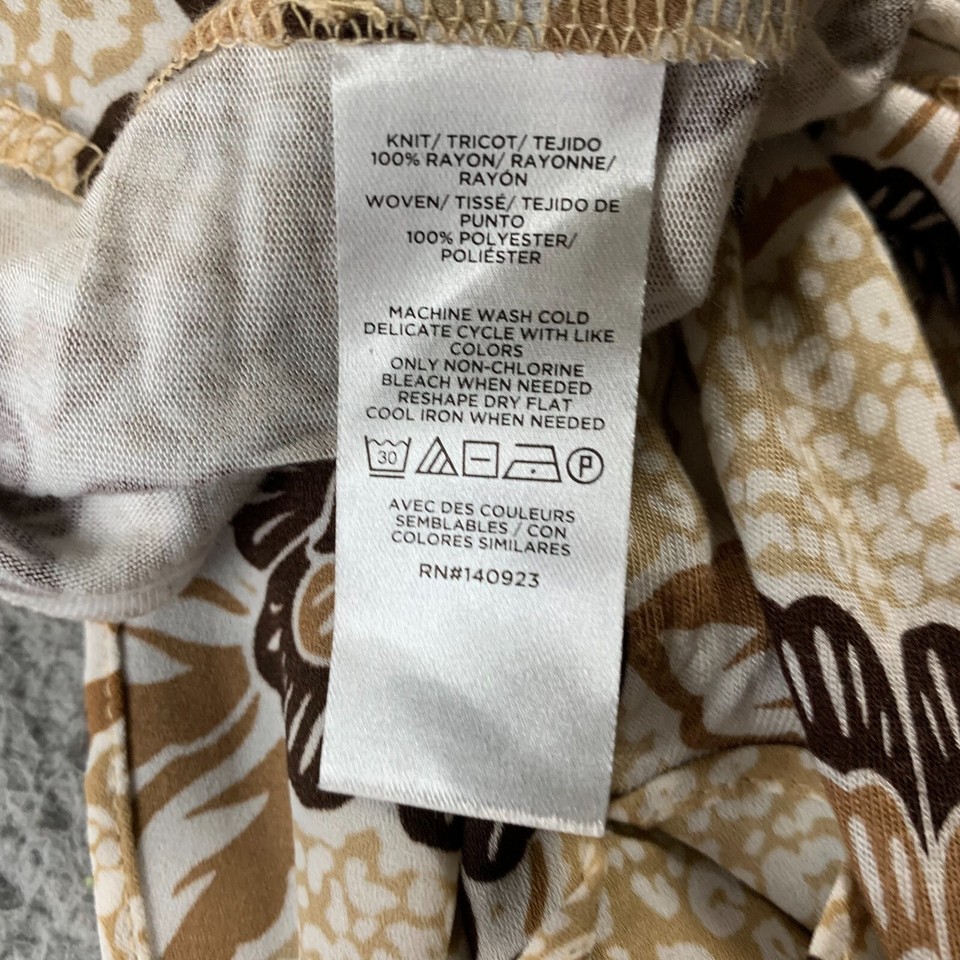 KNIT/ TRICOT/ TEJIDO
100% RAYON/ RAYONNE/
RAYÓN
WOVEN/ TISSÉ/ TEJIDO DE
PUNTO
100% POLYESTER/
POLIÉSTER
MACHINE WASH COLD
DELICATE CYCLE WITH LIKE
COLORS
ONLY NON-CHLORINE
BLEACH WHEN NEEDED
RESHAPE DRY FLAT
COOL IRON WHEN NEEDED
30 P
AVEC DES COULEURS
SEMBLABLES / CON
COLORES SIMILARES
RN#140923